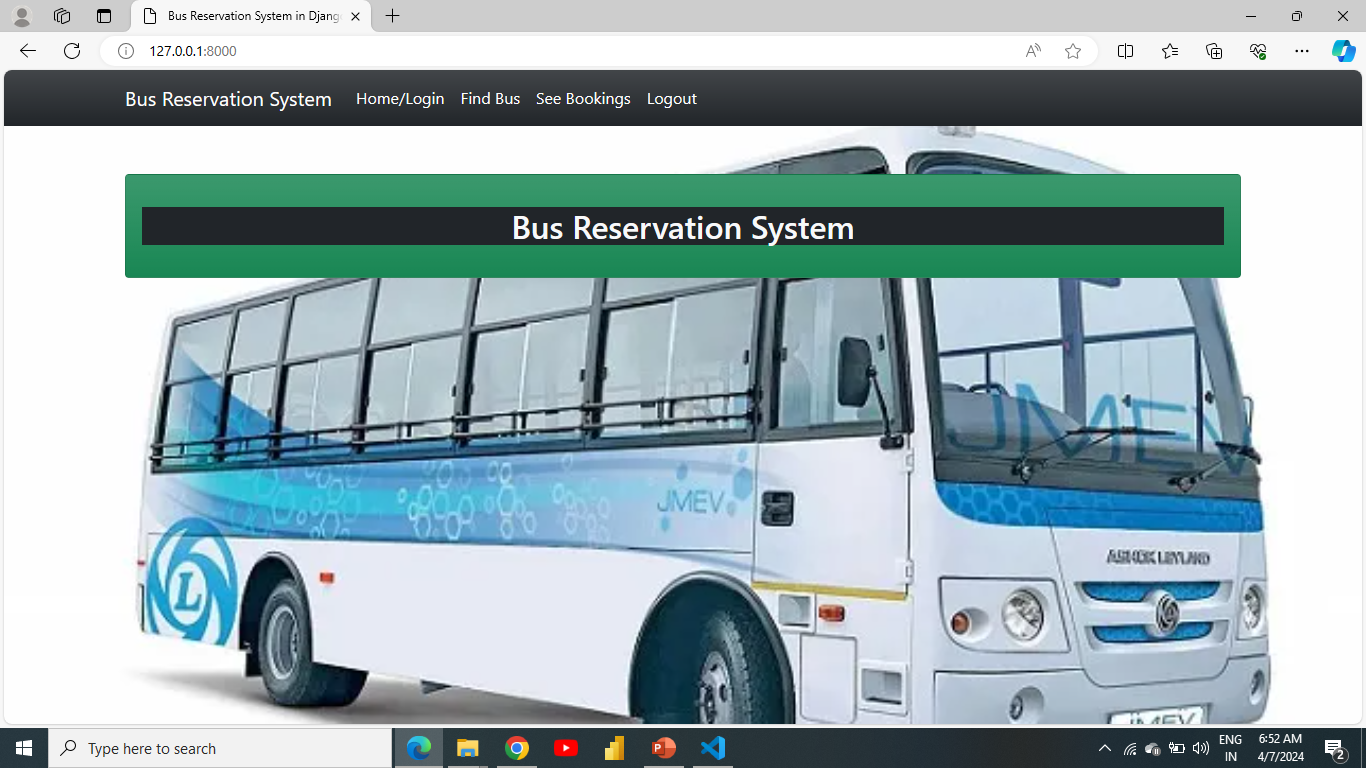 Bus Reservation System in Djang
127.0.0.1:8000
Bus Reservation System Home/Login Find Bus See Bookings Logout
Bus Reservation System
JMEV
JMEV
ASHOK LEYLAND
L
JMEV
Type here to search
ENG
IN
6:52 AM
4/7/2024
2